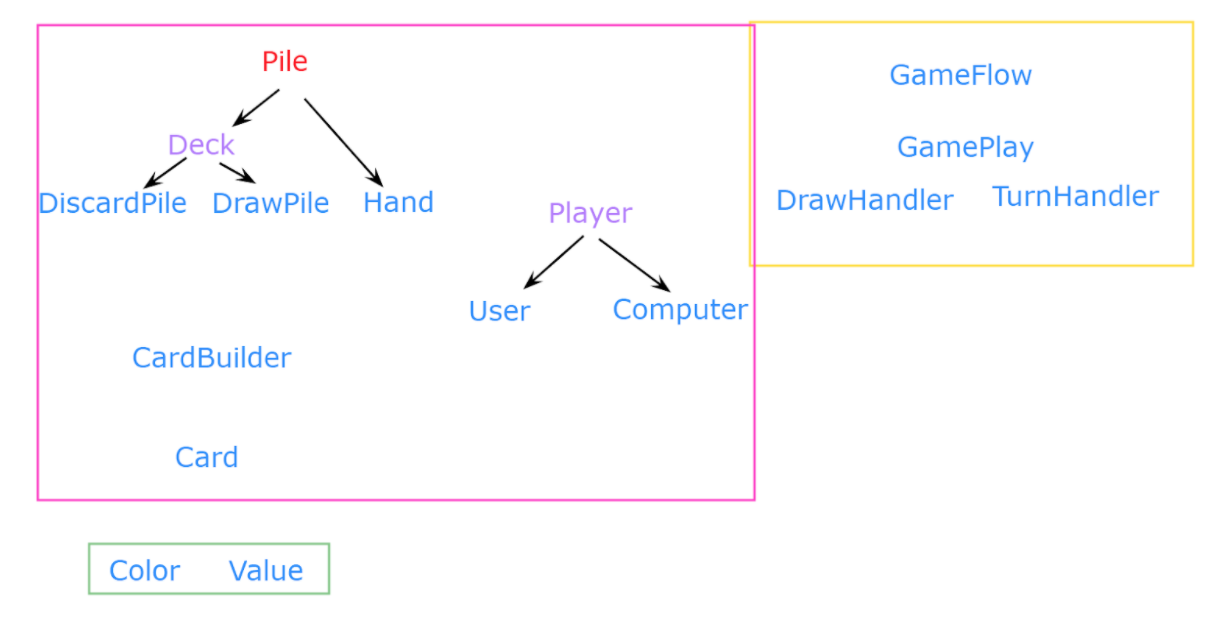 Pile
GameFlow
Deck
GamePlay
DiscardPile DrawPile Hand
Player
DrawHandler TurnHandler
User Computer
CardBuilder
Card
Color Value